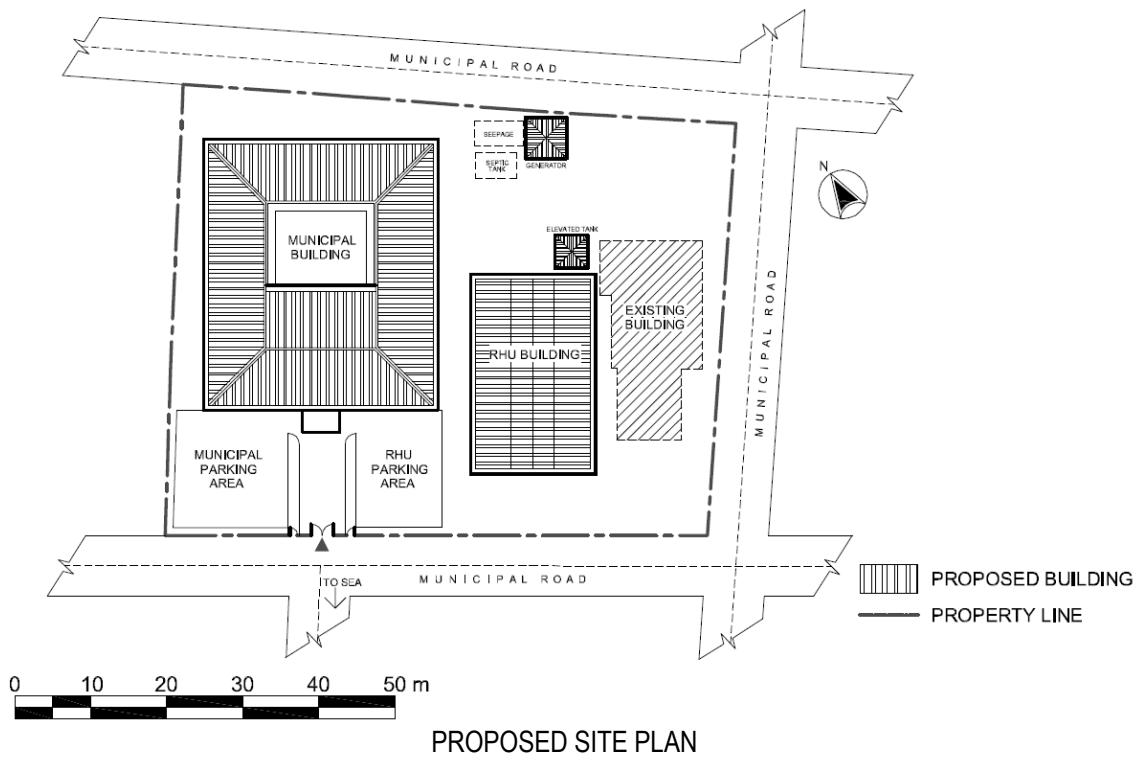 MUNICIPAL ROAD
SEEPAGE
SEPTIC
TANK
GENERATOR
N
MUNICIPAL
BUILDING
ELEVATED TANK
EXISTING
BUILDING
RHU BUILDING
MUNICIPAL ROAD
MUNICIPAL
PARKING
AREA
RHU
PARKING
AREA
MUNICIPAL ROAD
TO SEA
PROPOSED BUILDING
PROPERTY LINE
0 10 20 30 40 50 m
PROPOSED SITE PLAN